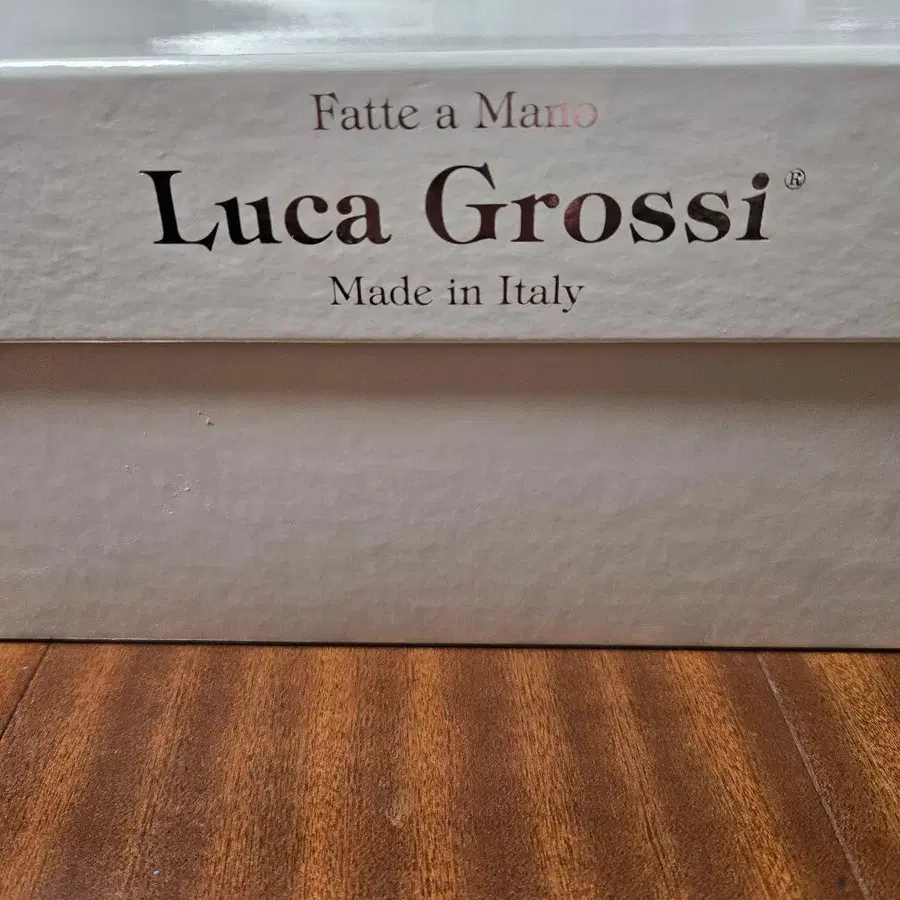 Fatte a Mano
Luca Grossi®
Made in Italy